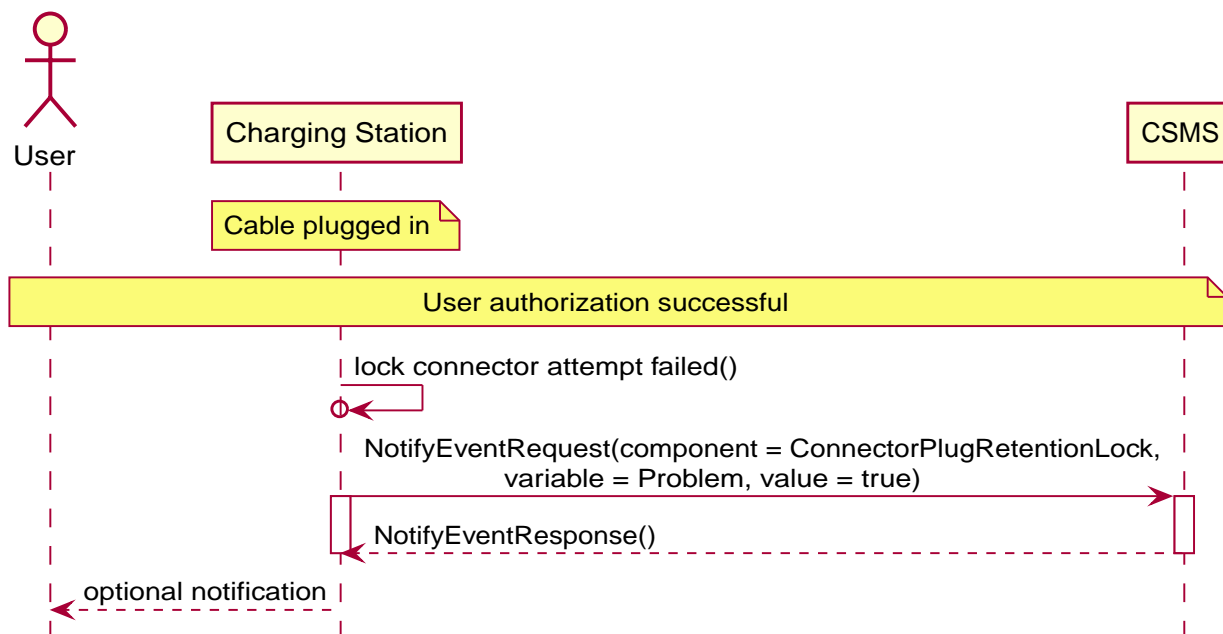 User
Charging Station
CSMS
Cable plugged in
User authorization successful
lock connector attempt failed()
NotifyEventRequest(component = ConnectorPlugRetentionLock,
variable = Problem, value = true)
NotifyEventResponse()
optional notification